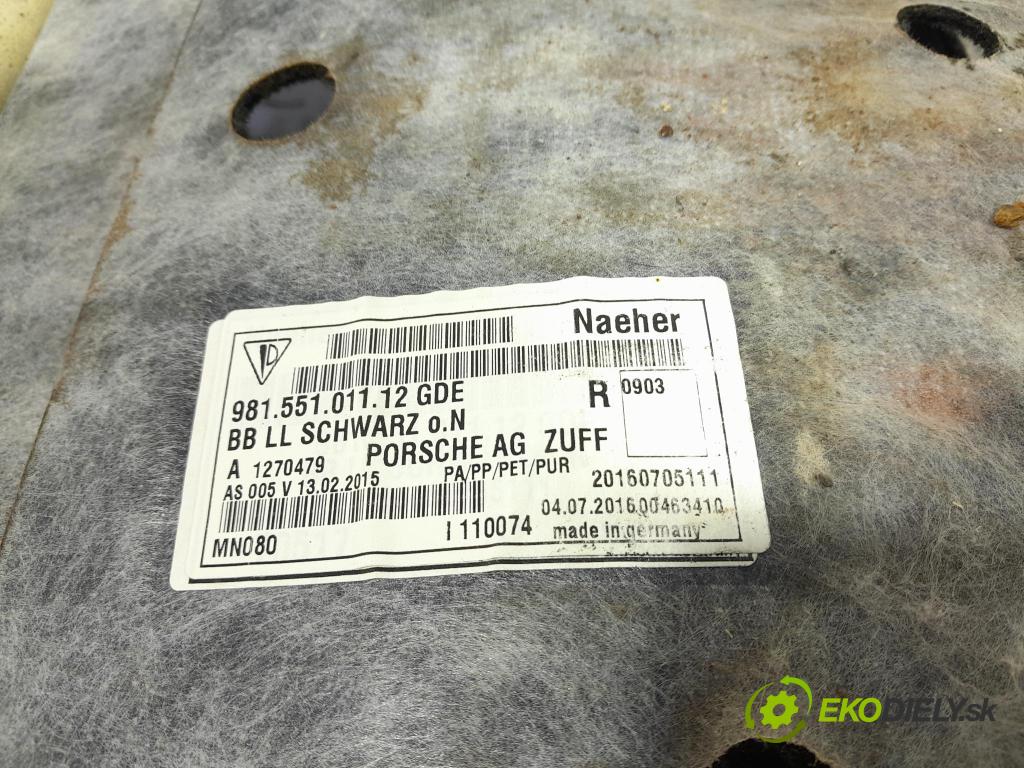 Naeher
981.551.011.12 GDE
R 0903
BB LL SCHWARZ o.N
PORSCHE AG ZUFF
A 1270479
PA/PP/PET/PUR
20160705111
AS 005 V 13.02.2015
04.07.2016 00463410
I 110074
made in germany
MN080
EKODIELY.sk